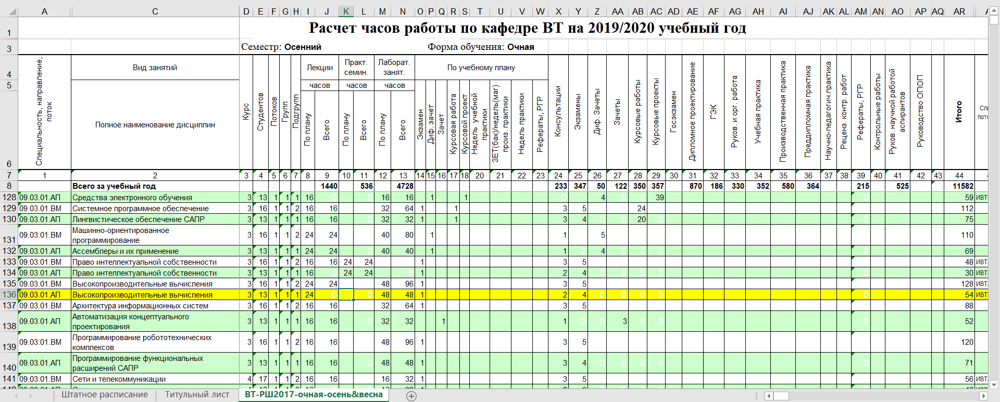 A C D E F G H I J K L M N O P Q R S T U V W X Y Z AA AB AC AD AE AF AG AH AI AJ AK AL AM AN AO AP AQ AR
1 Расчет часов работы по кафедре ВТ на 2019/2020 учебный год
3 Семестр: Осенний Форма обучения: Очная
4 Специальность, направление, поток
Вид занятий
Курс
Студентов
Потоков
Групп
Подгрупп
Лекции
Практ. семин.
Лаборат. занят.
По учебному плану
5 часов часов часов
6 Полное наименование дисциплин
По плану
Всего
По плану
Всего
По плану
Всего
Экзамен
Диф. зачет
Зачет
Курсовая работа
Курсовой проект
Недель учебной практики
ЗЕТ(бак)/недель(маг) произ. практики
Недель практики
Рефераты, РГР
Консультации
Экзамены
Диф. Зачеты
Зачеты
Курсовые работы
Курсовые проекты
Госэкзамен
Дипломное проектирование
ГЭК
Руков. и орг. работа
Учебная практика
Производственная практика
Преддипломная практика
Научно-педагогич.практика
Реценз. контр. работ
Рефераты, РГР
Контрольные работы
Руков. научной работой аспирантов
Руководство ОПОП
Итого
7 1 2 3 4 5 6 7 8 9 10 11 12 13 14 15 16 17 18 20 21 22 23 24 25 26 27 28 29 30 31 32 33 34 35 36 37 38 39 40 41 42 43 44
8 Всего за учебный год 1440 536 4728 233 347 50 122 350 357 870 186 330 352 580 364 215 525 11582
128 09.03.01.АП Средства электронного обучения 3 13 1 1 1 16 0 0 16 16 1 1 0 4 0 0 39 0 59 ИВТ
129 09.03.01.ВМ Системное программное обеспечение 3 16 1 1 2 16 16 32 64 1 1 3 5 24 112
130 09.03.01.АП Лингвистическое обеспечение САПР 3 13 1 1 1 16 16 0 32 32 1 1 3 4 0 0 20 0 0 75
131 09.03.01.ВМ Машинно-ориентированное программирование 3 16 1 1 2 24 24 40 80 1 1 5 110
132 09.03.01.АП Ассемблеры и их применение 3 13 1 1 1 24 24 0 40 40 1 1 0 4 0 0 0 0 69
133 09.03.01.ВМ Право интеллектуальной собственности 3 16 1 1 2 16 16 24 24 1 3 5 48 ИВТ
134 09.03.01.АП Право интеллектуальной собственности 3 13 1 1 1 16 0 24 24 0 1 2 4 0 0 0 0 0 30 ИВТ
135 09.03.01.ВМ Высокопроизводительные вычисления 3 16 1 1 2 24 24 48 96 1 3 5 128 ИВТ
136 09.03.01.АП Высокопроизводительные вычисления 3 13 1 1 1 24 0 0 48 48 1 2 4 0 0 0 0 0 54 ИВТ
137 09.03.01.ВМ Архитектура информационных систем 3 16 1 1 2 16 16 32 64 1 3 5 88
138 09.03.01.АП Автоматизация концептуального проектирования 3 13 1 1 1 16 16 0 32 32 1 1 0 0 3 0 0 0 52
139 09.03.01.ВМ Программирование робототехнических комплексов 3 16 1 1 2 16 16 48 96 1 3 5 120
140 09.03.01.АП Программирование функциональных расширений САПР 3 13 1 1 1 16 16 0 48 48 1 3 4 0 0 0 0 0 71
141 09.03.01.ВМ Сети и телекоммуникации 4 17 1 1 2 16 16 16 32 1 3 5 56 ИВТ
Штатное расписание Титульный лист ВТ-РШ2017-очная-осень&весна